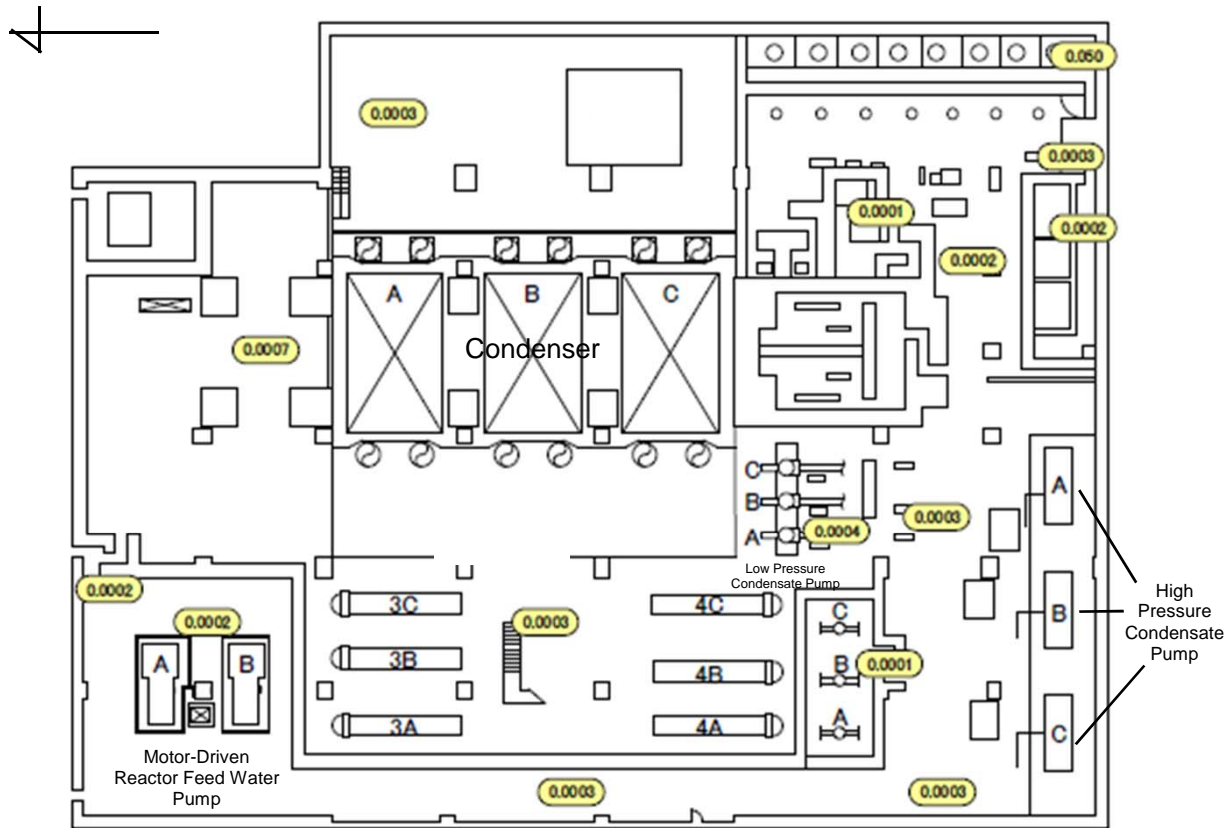 0.050
0.0003
0.0003
0.0001
0.0002
0.0002
A
B
C
Condenser
0.0007
C
B
A
0.0004
0.0003
Low Pressure
Condensate Pump
A
B
C
High
Pressure
Condensate
Pump
0.0002
0.0002
A
B
Motor-Driven
Reactor Feed Water
Pump
3C
3B
3A
0.0003
4C
4B
4A
C
B
A
0.0001
0.0003
0.0003